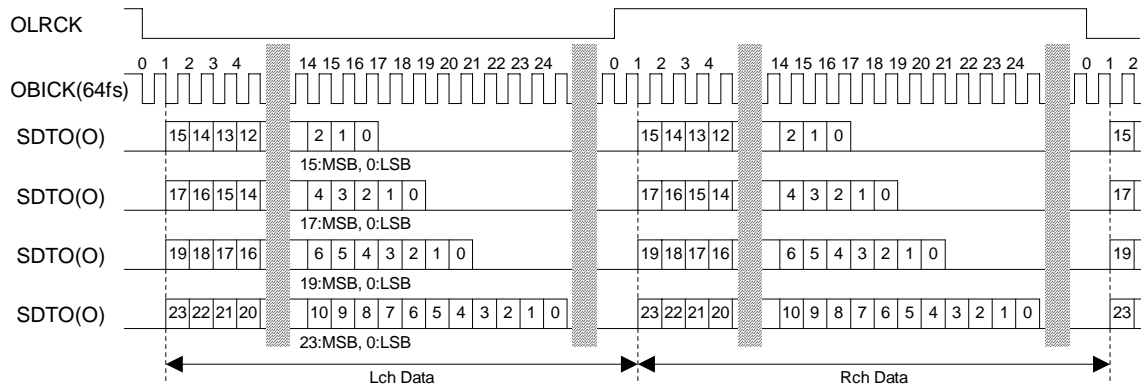 OLRCK
0 1 2 3 4 14 15 16 17 18 19 20 21 22 23 24 0 1 2 3 4 14 15 16 17 18 19 20 21 22 23 24 0 1 2
OBICK(64fs)
SDTO(O) 15 14 13 12 2 1 0 15 14 13 12 2 1 0 15
15:MSB, 0:LSB
SDTO(O) 17 16 15 14 4 3 2 1 0 17 16 15 14 4 3 2 1 0 17
17:MSB, 0:LSB
SDTO(O) 19 18 17 16 6 5 4 3 2 1 0 19 18 17 16 6 5 4 3 2 1 0 19
19:MSB, 0:LSB
SDTO(O) 23 22 21 20 10 9 8 7 6 5 4 3 2 1 0 23 22 21 20 10 9 8 7 6 5 4 3 2 1 0 23
23:MSB, 0:LSB
Lch Data Rch Data